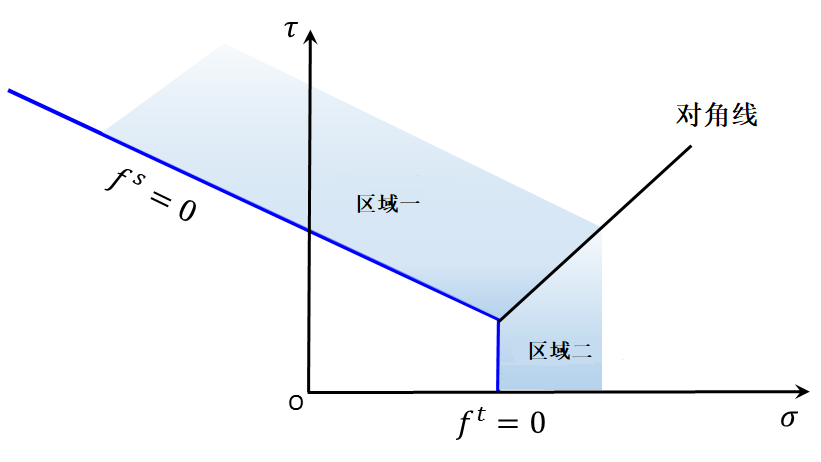 τ
对角线
f^s = 0
区域一
区域二
O
f^t = 0
σ